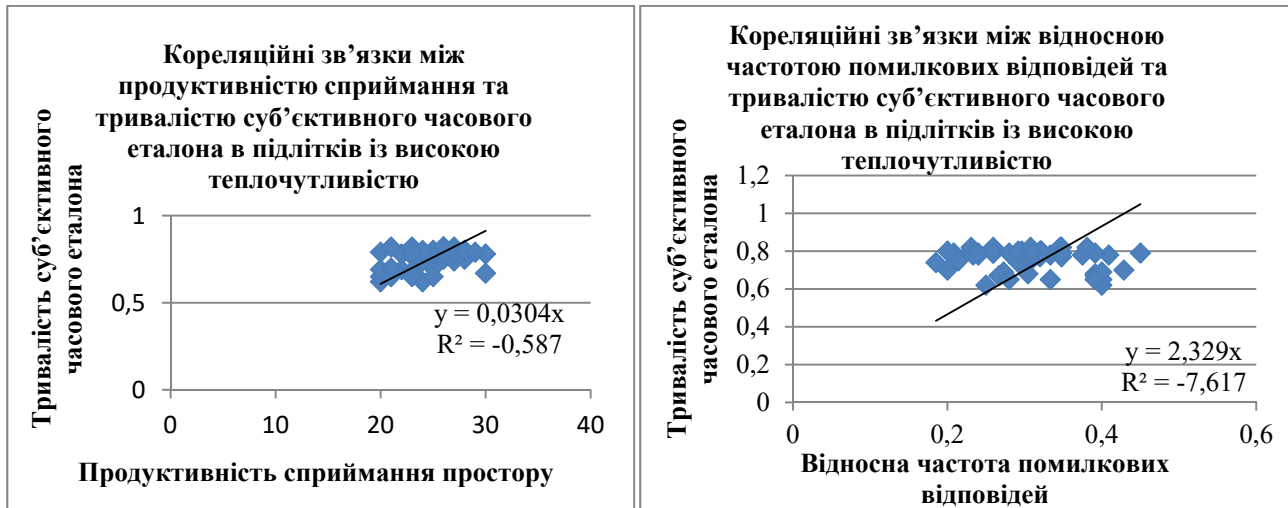 Кореляційні зв’язки між
продуктивністю сприймання та
тривалістю суб’єктивного часового
еталона в підлітків із високою
теплочутливістю
Тривалість суб’єктивного
часового еталона
1
0,5
0
y = 0,0304x
R² = -0,587
0
10
20
30
40
Продуктивність сприймання простору
Кореляційні зв’язки між відносною
частотою помилкових відповідей та
тривалістю суб’єктивного часового
еталона в підлітків із високою
теплочутливістю
Тривалість суб’єктивного
часового еталона
1,2
1
0,8
0,6
0,4
0,2
0
y = 2,329x
R² = -7,617
0
0,2
0,4
0,6
Відносна частота помилкових
відповідей